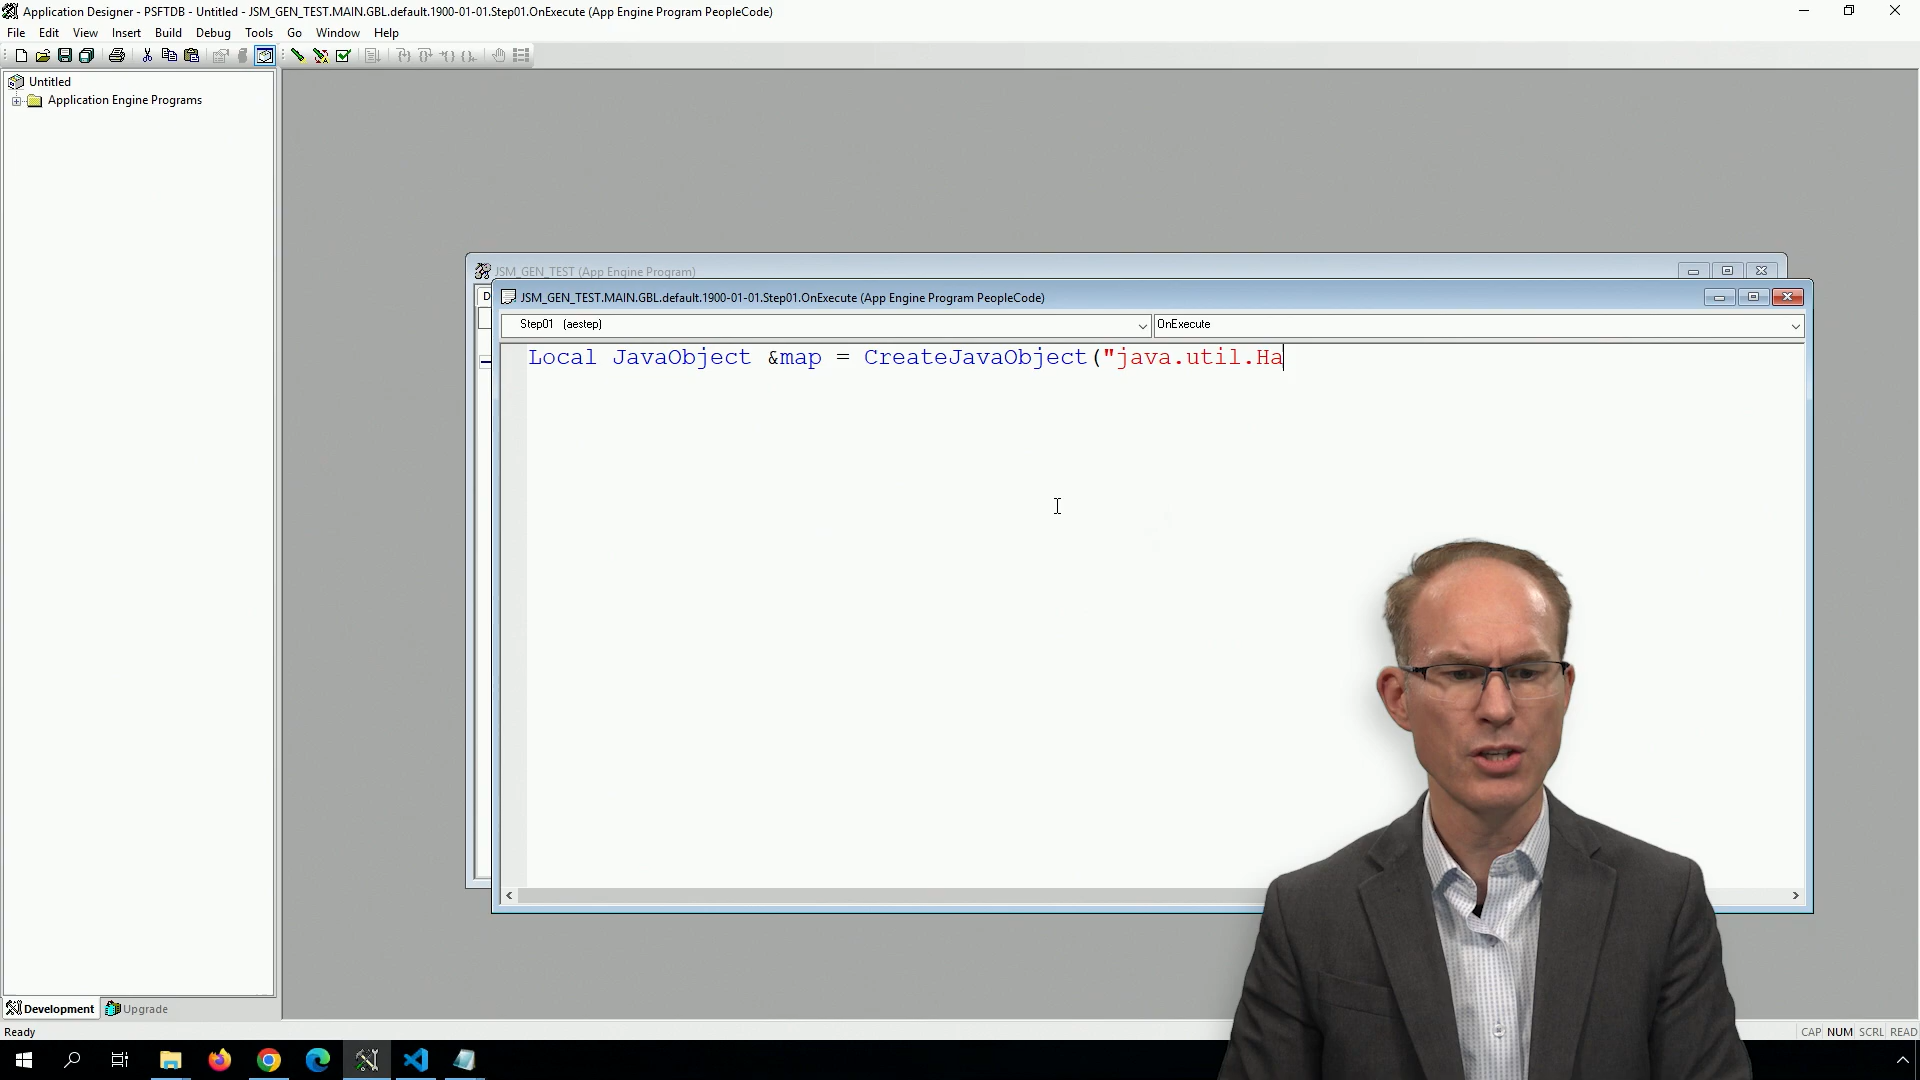 Application Designer - PSFTDB - Untitled - JSM_GEN_TEST.MAIN.GBL.default.1900-01-01.Step01.OnExecute (App Engine Program PeopleCode)
File Edit View Insert Build Debug Tools Go Window Help
Untitled
Application Engine Programs
JSM_GEN_TEST (App Engine Program)
D
JSM_GEN_TEST.MAIN.GBL.default.1900-01-01.Step01.OnExecute (App Engine Program PeopleCode)
Step01 (aestep) OnExecute
Local JavaObject &map = CreateJavaObject("java.util.Ha
Development Upgrade
Ready CAP NUM SCRL READ